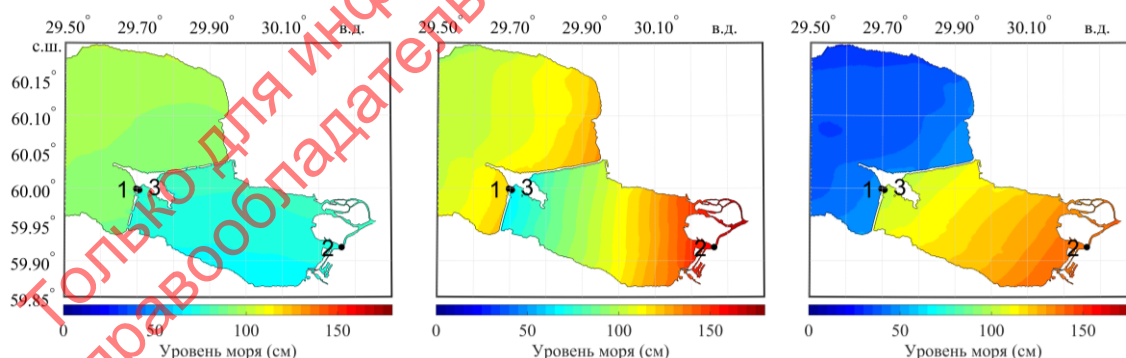 29.50° 29.70° 29.90° 30.10° в.д.
29.50° 29.70° 29.90° 30.10° в.д.
29.50° 29.70° 29.90° 30.10° в.д.
с.ш.
60.15°
60.10°
60.05°
60.00°
59.95°
59.90°
59.85°
1 3
2
1 3
2
1 3
2
0 50 100 150
0 50 100 150
0 50 100 150
Уровень моря (см)
Уровень моря (см)
Уровень моря (см)
Только для инф
правообладатель